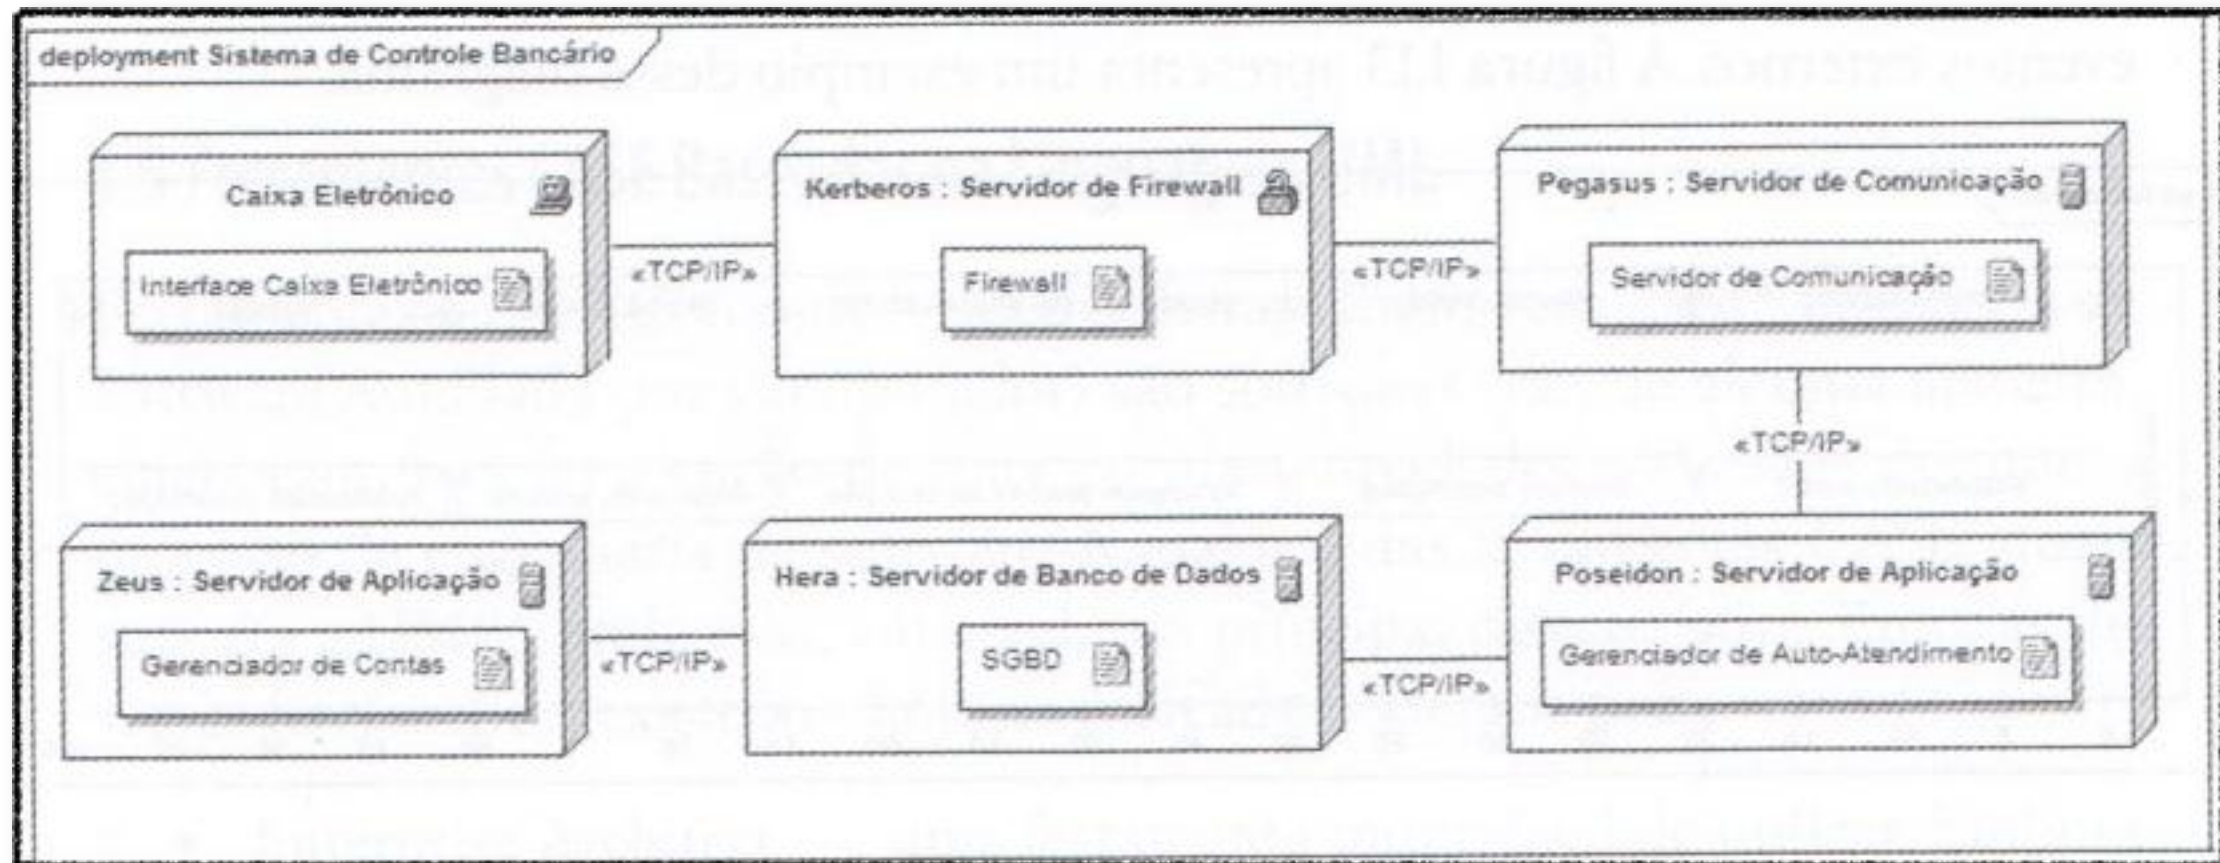 deployment Sistema de Controle Bancário
Caixa Eletrônico
Interface Caixa Eletrônico
«TCP/IP»
Kerberos : Servidor de Firewall
Firewall
«TCP/IP»
Pegasus : Servidor de Comunicação
Servidor de Comunicação
«TCP/IP»
Zeus : Servidor de Aplicação
Gerenciador de Contas
«TCP/IP»
Hera : Servidor de Banco de Dados
SGBD
«TCP/IP»
Poseidon : Servidor de Aplicação
Gerenciador de Auto-Atendimento